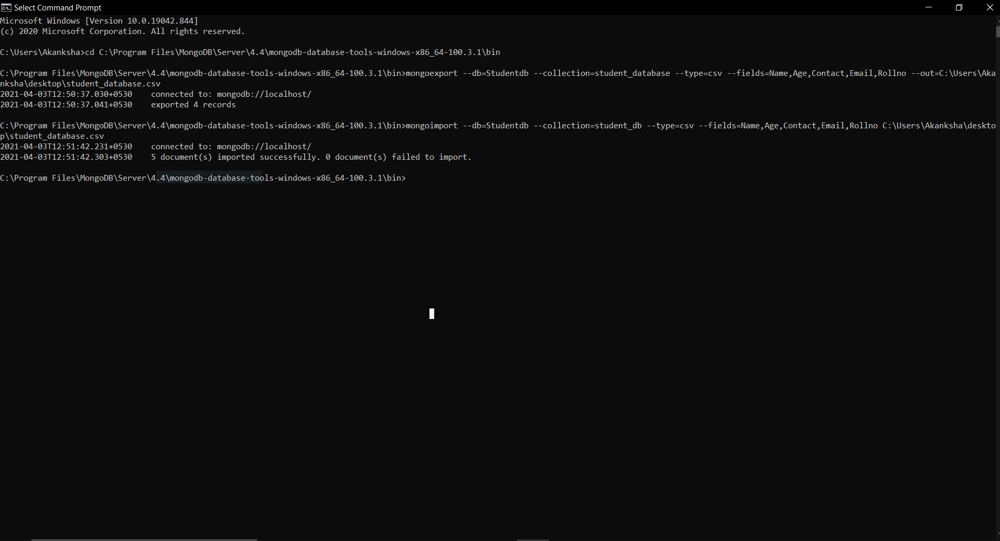 Select Command Prompt
Microsoft Windows [Version 10.0.19042.844]
(c) 2020 Microsoft Corporation. All rights reserved.
C:\Users\Akanksha>cd C:\Program Files\MongoDB\Server\4.4\mongodb-database-tools-windows-x86_64-100.3.1\bin
C:\Program Files\MongoDB\Server\4.4\mongodb-database-tools-windows-x86_64-100.3.1\bin>mongoexport --db=Studentdb --collection=student_database --type=csv --fields=Name,Age,Contact,Email,Rollno --out=C:\Users\Aka
nksha\desktop\student_database.csv
2021-04-03T12:50:37.030+0530    connected to: mongodb://localhost/
2021-04-03T12:50:37.041+0530    exported 4 records
C:\Program Files\MongoDB\Server\4.4\mongodb-database-tools-windows-x86_64-100.3.1\bin>mongoimport --db=Studentdb --collection=student_db --type=csv --fields=Name,Age,Contact,Email,Rollno C:\Users\Akanksha\deskto
p\student_database.csv
2021-04-03T12:51:42.231+0530    connected to: mongodb://localhost/
2021-04-03T12:51:42.303+0530    5 document(s) imported successfully. 0 document(s) failed to import.
C:\Program Files\MongoDB\Server\4.4\mongodb-database-tools-windows-x86_64-100.3.1\bin>